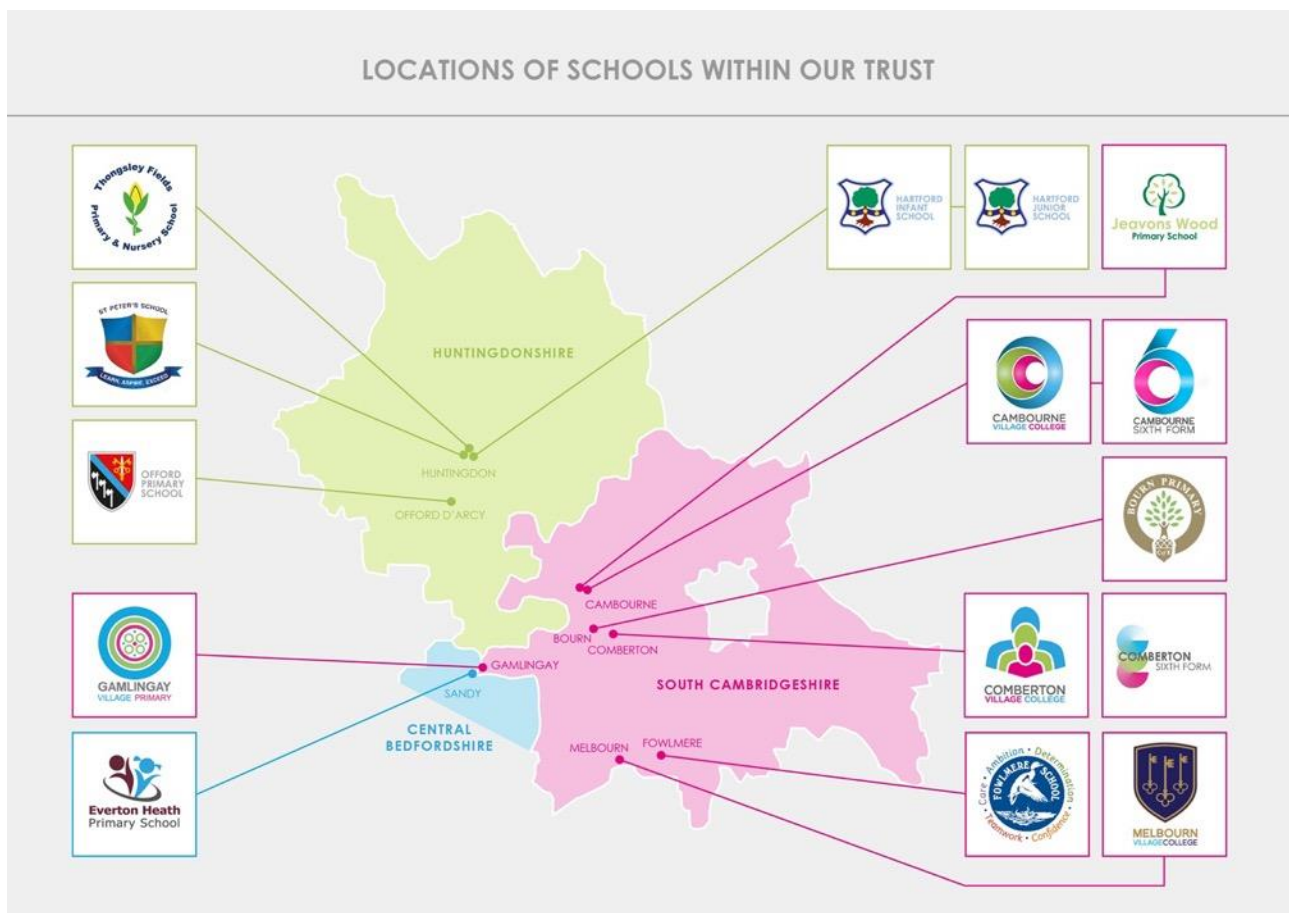 LOCATIONS OF SCHOOLS WITHIN OUR TRUST
Thongsley Fields
Primary & Nursery School
ST PETER'S SCHOOL
LEARN, ASPIRE, EXCEED
OFFORD
PRIMARY
SCHOOL
GAMLINGAY
VILLAGE PRIMARY
Everton Heath
Primary School
HUNTINGDONSHIRE
HUNTINGDON
OFFORD D'ARCY
CAMBOURNE
BOURN
COMBERTON
GAMLINGAY
SANDY
SOUTH CAMBRIDGESHIRE
CENTRAL
BEDFORDSHIRE
MELBOURN
FOWLMERE
HARTFORD
INFANT
SCHOOL
HARTFORD
JUNIOR
SCHOOL
Jeavons Wood
Primary School
CAMBOURNE
VILLAGE COLLEGE
CAMBOURNE
SIXTH FORM
BOURN PRIMARY
CofE
COMBERTON
VILLAGE COLLEGE
COMBERTON
SIXTH FORM
Care • Ambition • Determination
• Teamwork • Confidence •
FOWLMERE SCHOOL
MELBOURN
VILLAGECOLLEGE